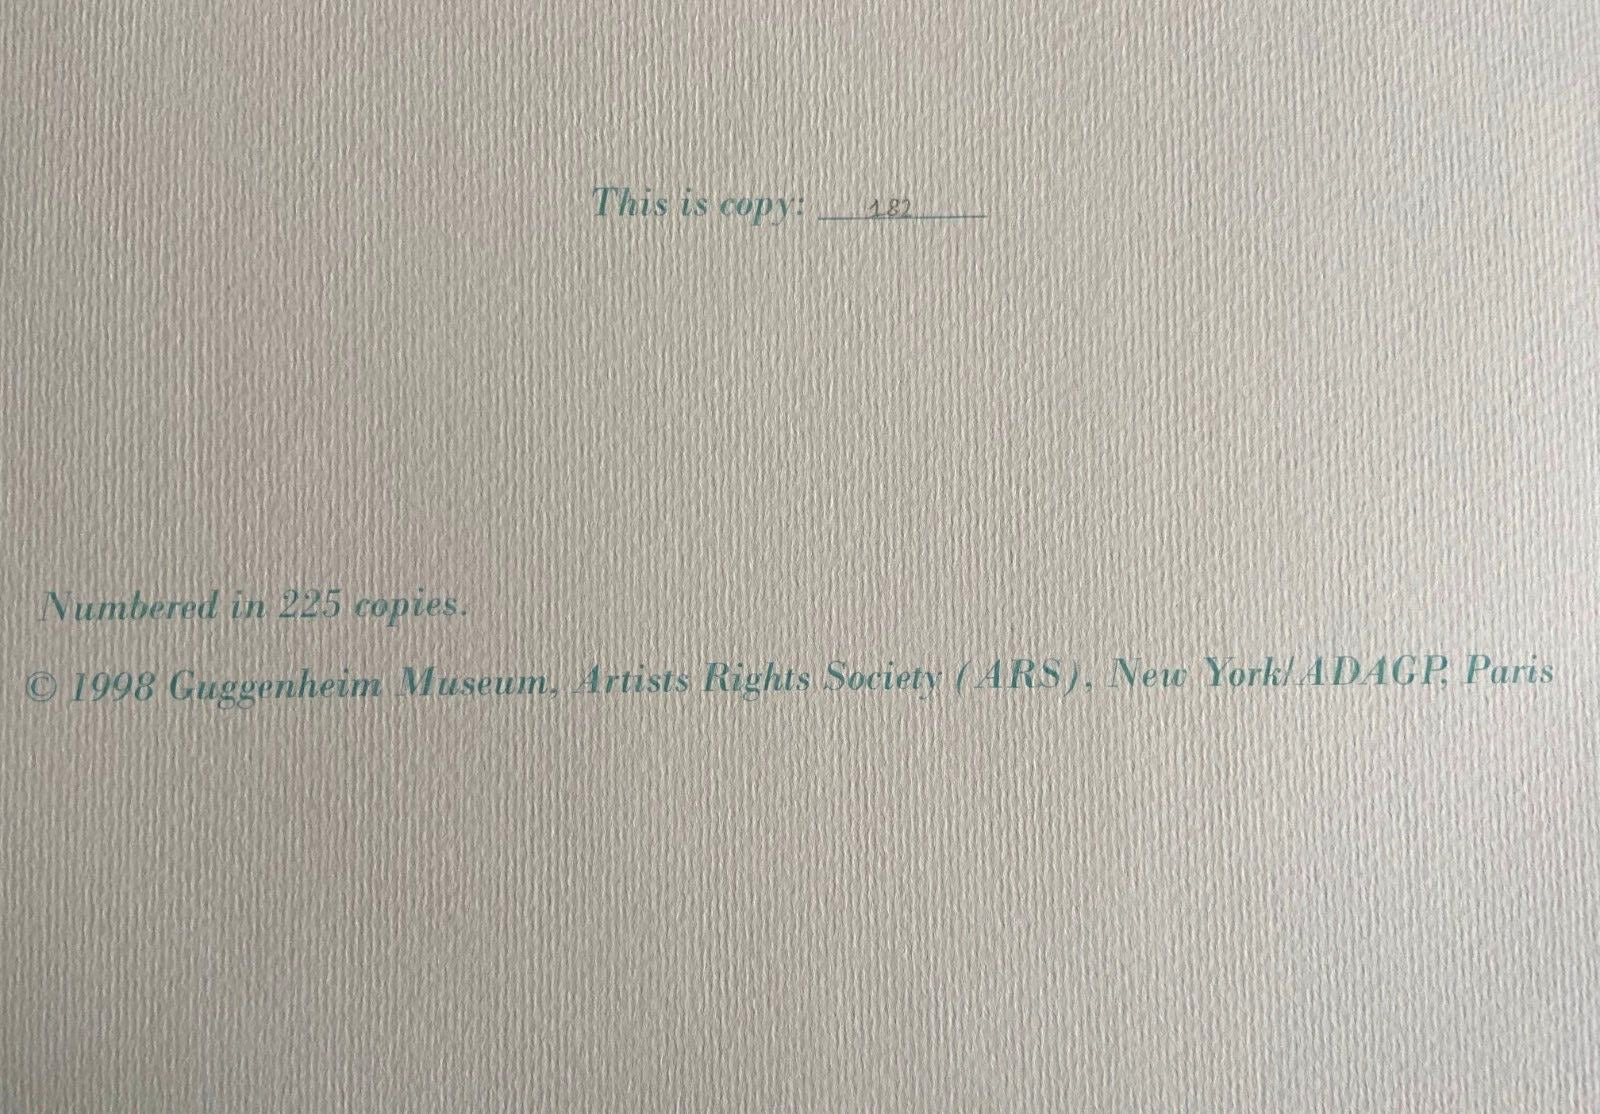 This is copy: 182
Numbered in 225 copies.
© 1998 Guggenheim Museum, Artists Rights Society (ARS), New York/ADAGP, Paris